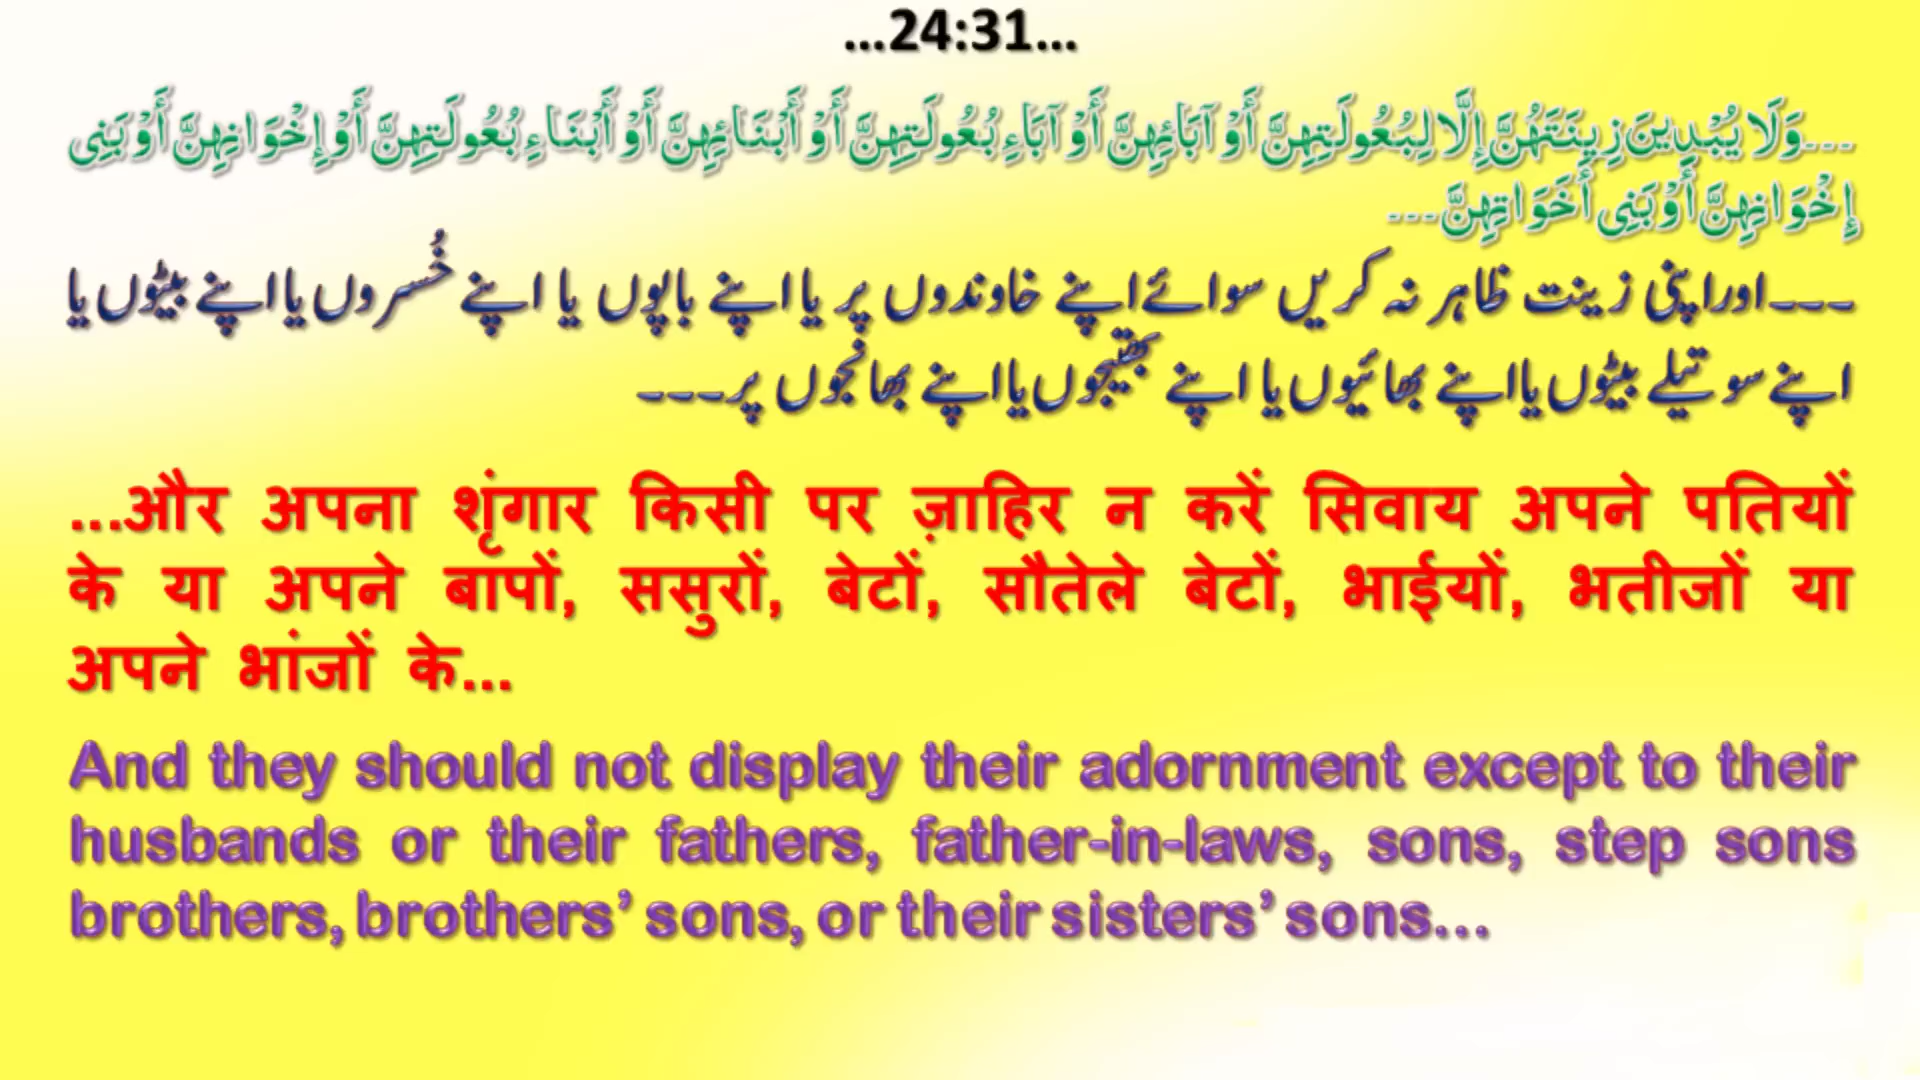 ...24:31...
---وَلَا يُبْدِينَ زِينَتَهُنَّ إِلَّا لِبُعُولَتِهِنَّ أَوْ آبَائِهِنَّ أَوْ آبَاءِ بُعُولَتِهِنَّ أَوْ أَبْنَائِهِنَّ أَوْ أَبْنَاءِ بُعُولَتِهِنَّ أَوْ إِخْوَانِهِنَّ أَوْ بَنِی
إِخْوَانِهِنَّ أَوْ بَنِی أَخَوَاتِهِنَّ---
---اور اپنی زینت ظاہر نہ کریں سوائے اپنے خاوندوں پر یا اپنے باپوں یا اپنے خُسروں یا اپنے بیٹوں یا
اپنے سوتیلے بیٹوں یا اپنے بھائیوں یا اپنے بھتیجوں یا اپنے بھانجوں پر---
...और अपना शृंगार किसी पर ज़ाहिर न करें सिवाय अपने पतियों
के या अपने बापों, ससुरों, बेटों, सौतेले बेटों, भाईयों, भतीजों या
अपने भांजों के...
And they should not display their adornment except to their
husbands or their fathers, father-in-laws, sons, step sons
brothers, brothers’ sons, or their sisters’ sons...